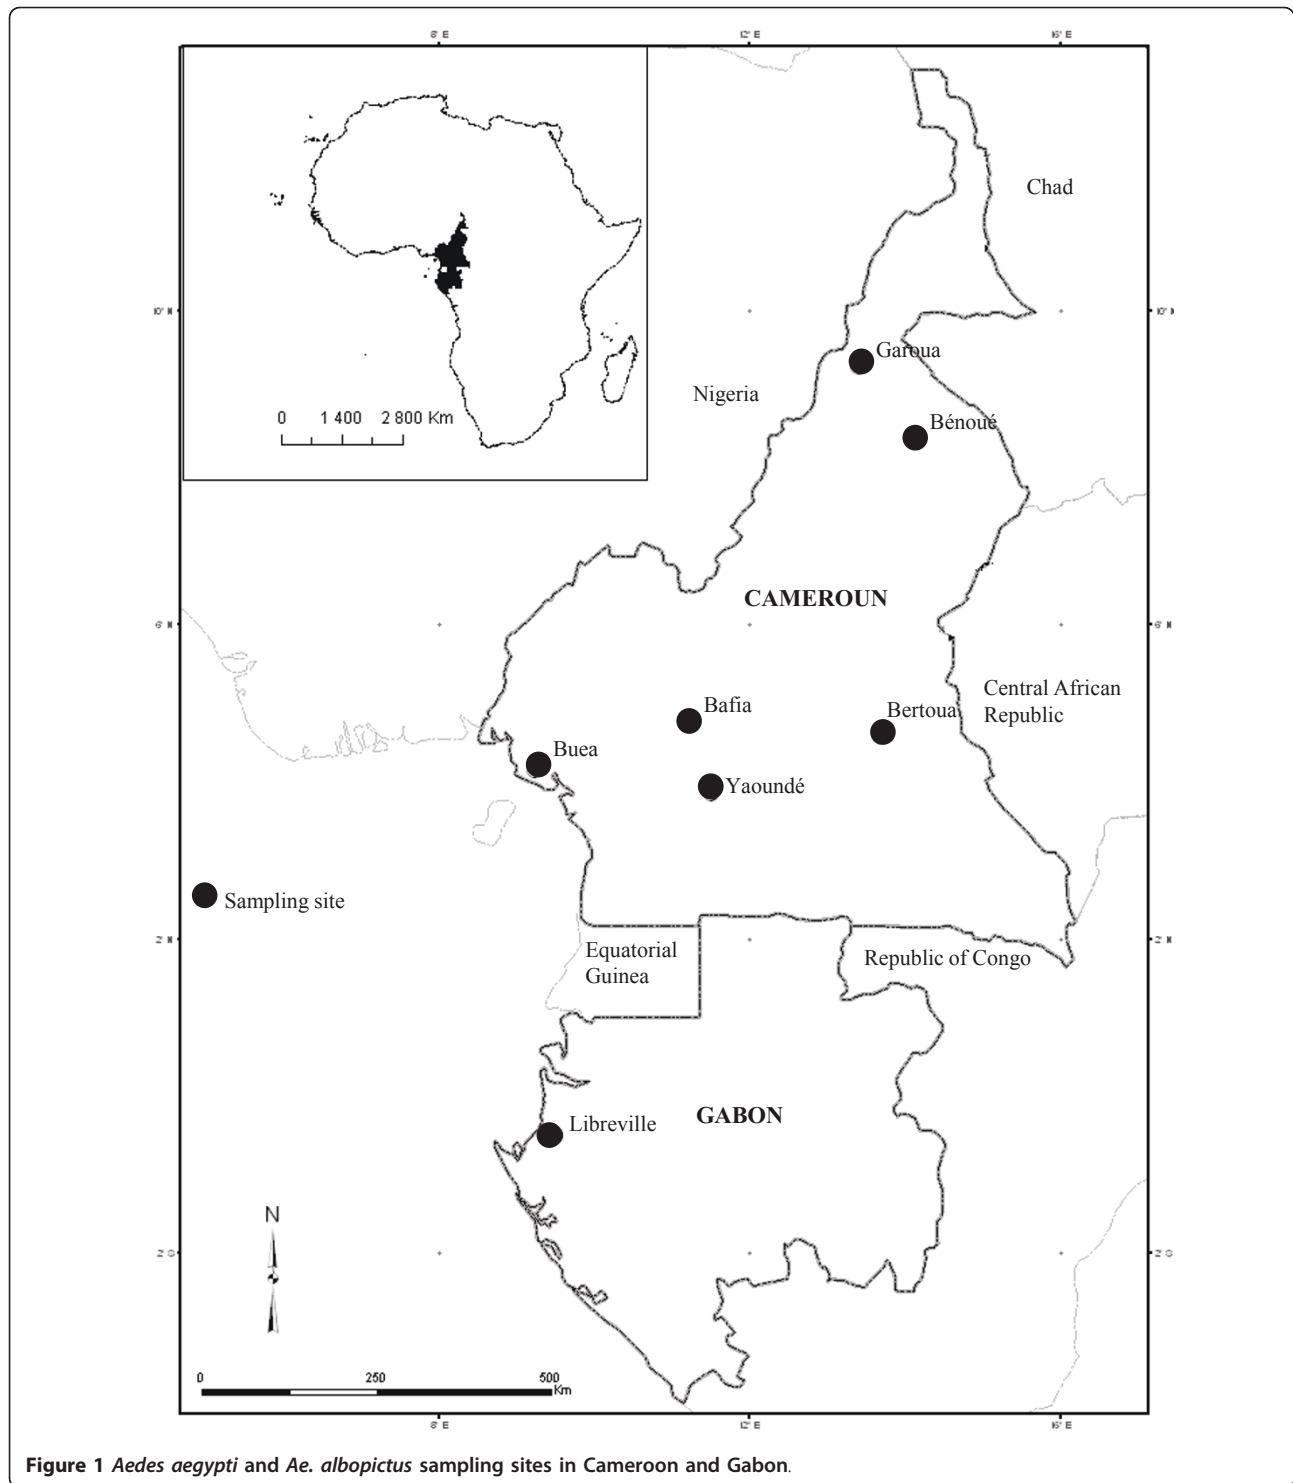 8° E 12° E 16° E
Chad
10° N 10° N
Garoua
Nigeria
Bénoué
0 1 400 2 800 Km
CAMEROUN
6° N 6° N
Central African
Republic
Bafia
Bertoua
Buea
Yaoundé
Sampling site
2° N 2° N
Equatorial
Guinea
Republic of Congo
Libreville
GABON
N
2° S 2° S
0 250 500
Km
8° E 12° E 16° E
Figure 1 Aedes aegypti and Ae. albopictus sampling sites in Cameroon and Gabon.